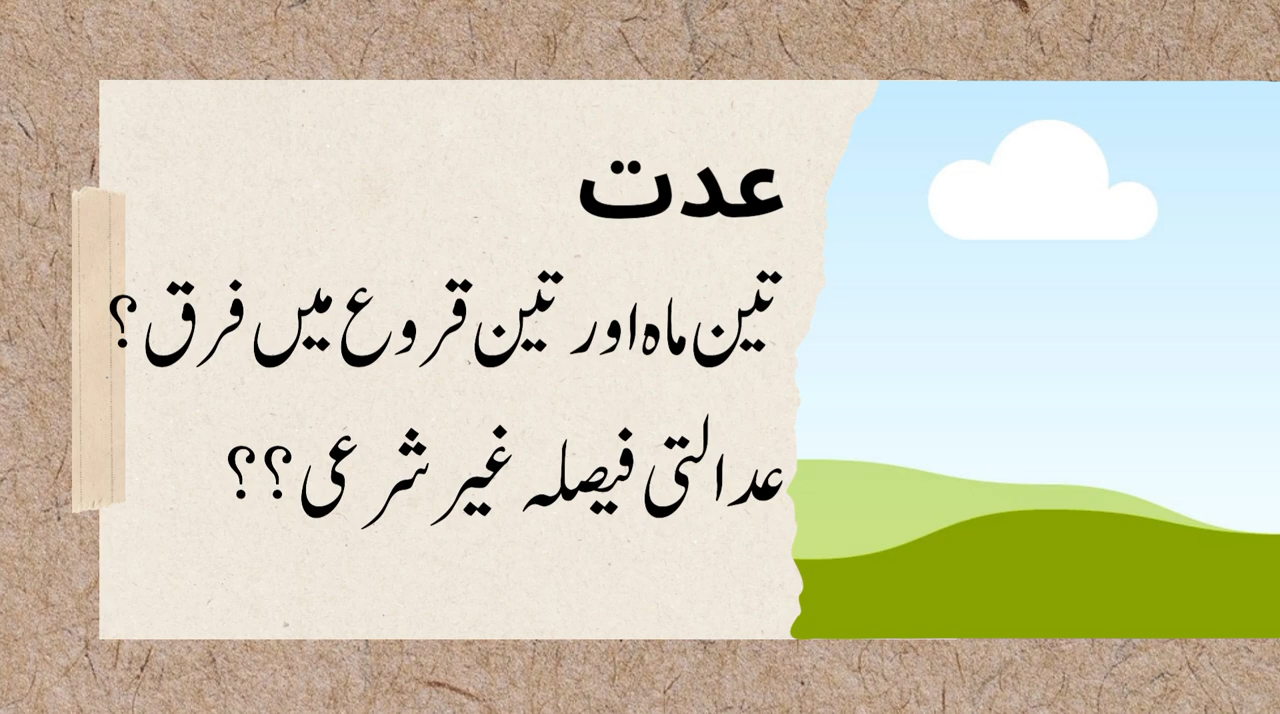 عدت
تین ماہ اور تین قروع میں فرق؟
عدالتی فیصلہ غیر شرعی؟؟